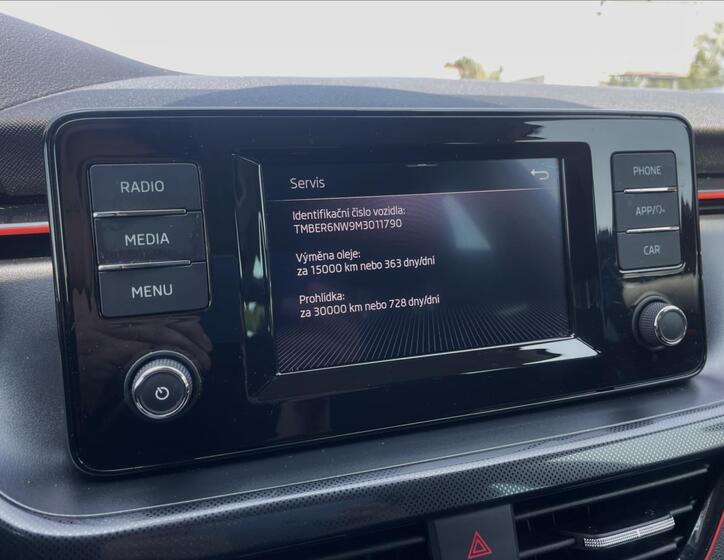 RADIO
MEDIA
MENU
Servis
Identifikační číslo vozidla:
TMBER6NW9M3011790
Výměna oleje:
za 15000 km nebo 363 dny/dní
Prohlídka:
za 30000 km nebo 728 dny/dní
PHONE
APP/
CAR